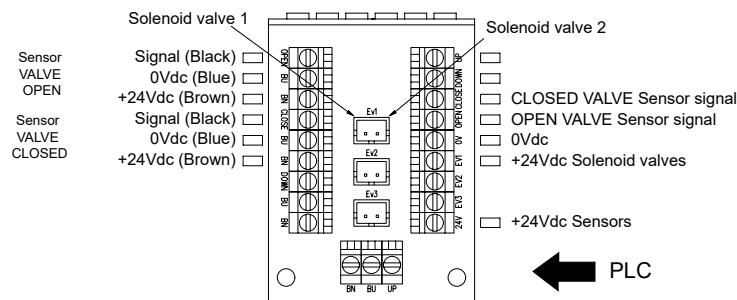 Solenoid valve 1
Solenoid valve 2
Sensor
VALVE
OPEN
Signal (Black)
0Vdc (Blue)
+24Vdc (Brown)
Sensor
VALVE
CLOSED
Signal (Black)
0Vdc (Blue)
+24Vdc (Brown)
OPEN
BU
BN
CLOSE
BU
BN
DOWN
BU
BN
Ev1
Ev2
Ev3
UP
DOWN
CLOSE
OPEN
0V
EV1
EV2
EV3
24V
CLOSED VALVE Sensor signal
OPEN VALVE Sensor signal
0Vdc
+24Vdc Solenoid valves
+24Vdc Sensors
PLC
BN BU UP